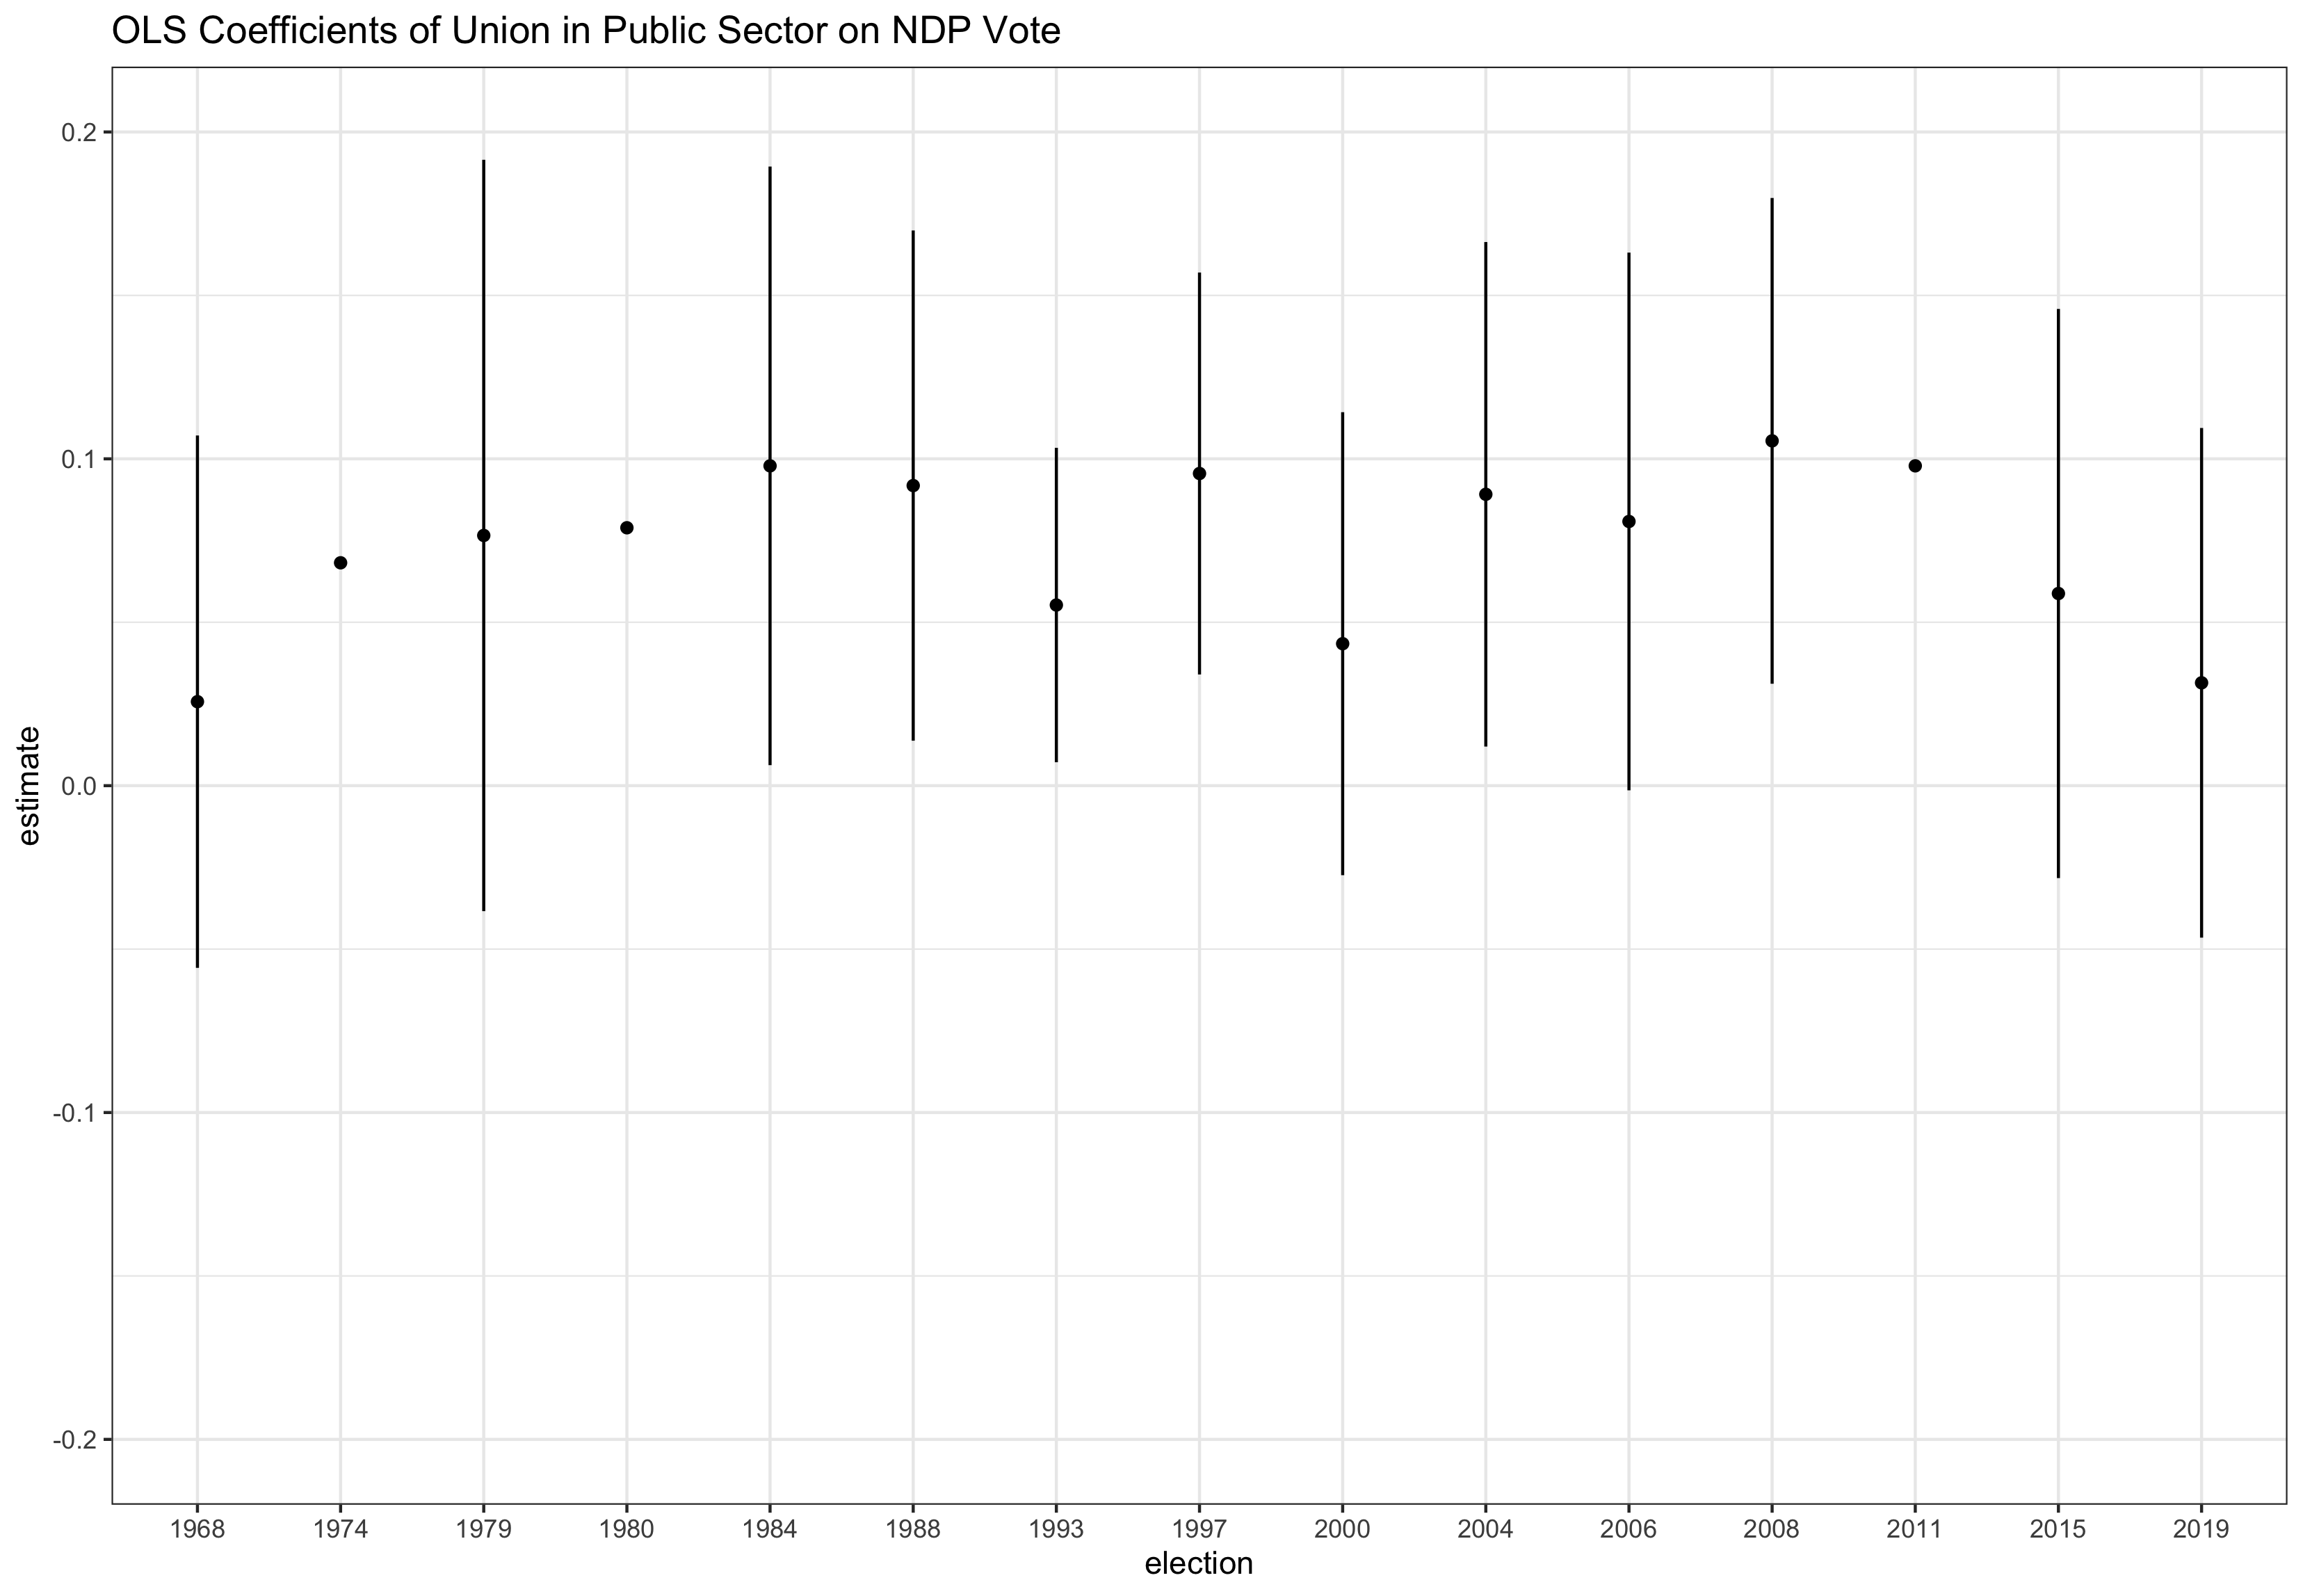 OLS Coefficients of Union in Public Sector on NDP Vote
0.2
0.1
0.0
-0.1
-0.2
estimate
1968 1974 1979 1980 1984 1988 1993 1997 2000 2004 2006 2008 2011 2015 2019
election